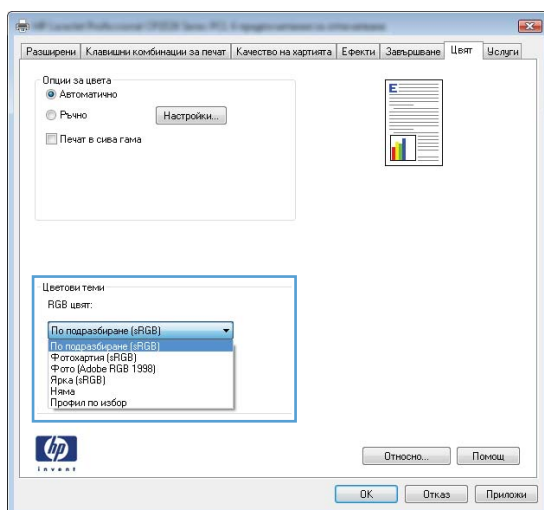 Разширени Клавишни комбинации за печат Качество на хартията Ефекти Завършване Цвят Услуги
Опции за цвета
Автоматично
Ръчно Настройки...
Печат в сива гама
E
Цветови теми
RGB цвят:
По подразбиране (sRGB)
По подразбиране (sRGB)
Фотохартия (sRGB)
Фото (Adobe RGB 1998)
Ярка (sRGB)
Няма
Профил по избор
hp
invent
Относно... Помощ
OK Отказ Приложи